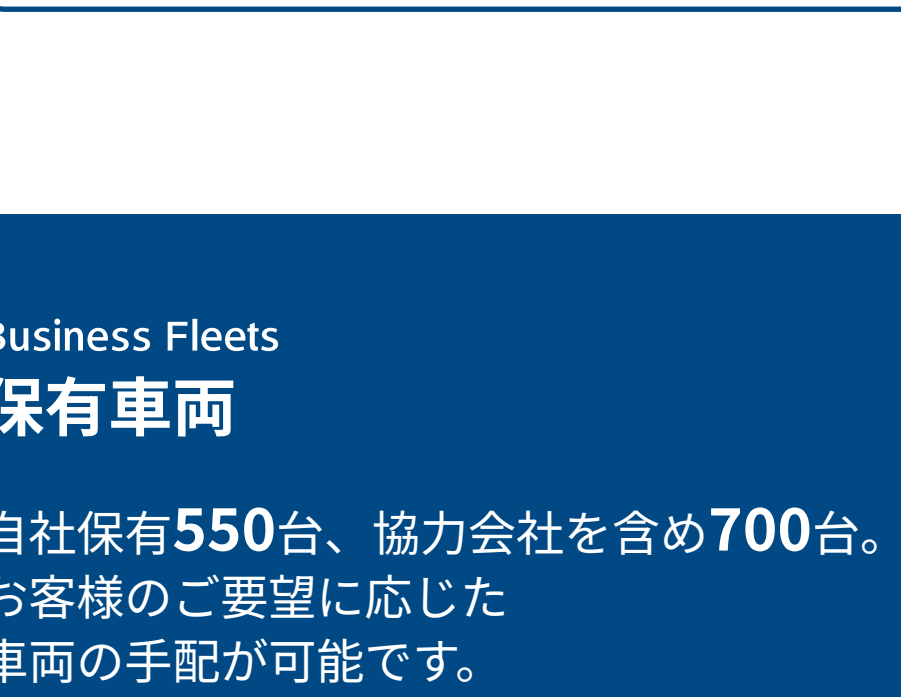 Business Fleets
保有車両
自社保有550台、協力会社を含め700台。
お客様のご要望に応じた
車両の手配が可能です。